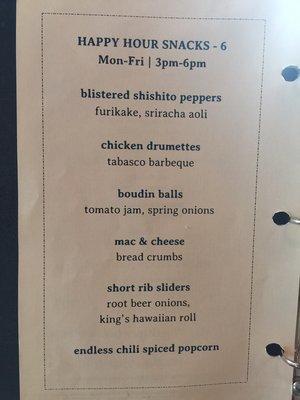 HAPPY HOUR SNACKS - 6
Mon-Fri | 3pm-6pm
blistered shishito peppers
furikake, sriracha aoli
chicken drumettes
tabasco barbeque
boudin balls
tomato jam, spring onions
mac & cheese
bread crumbs
short rib sliders
root beer onions,
king's hawaiian roll
endless chili spiced popcorn